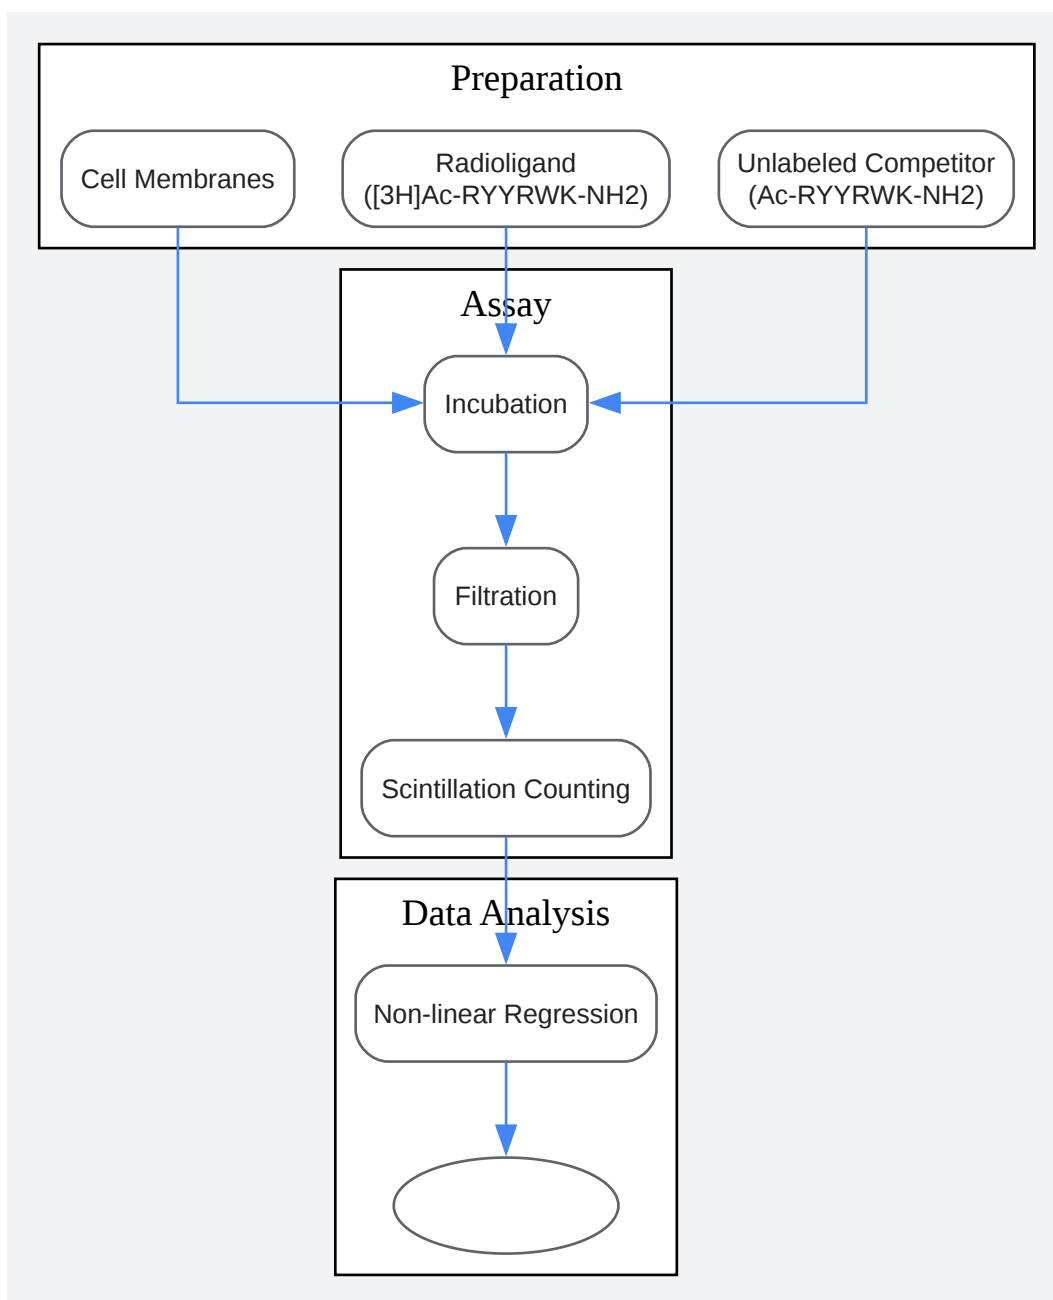 Preparation
Cell Membranes
Radioligand
([3H]Ac-RYYRWK-NH2)
Unlabeled Competitor
(Ac-RYYRWK-NH2)
Assay
Incubation
Filtration
Scintillation Counting
Data Analysis
Non-linear Regression